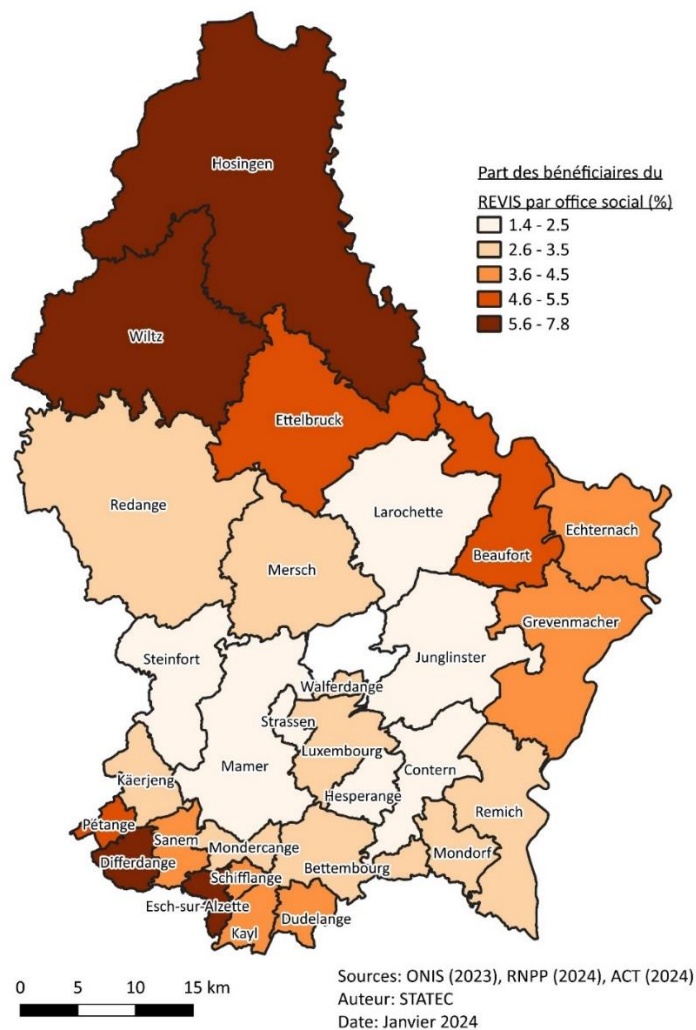 Hosingen
Part des bénéficiaires du
REVIS par office social (%)
1.4 - 2.5
2.6 - 3.5
3.6 - 4.5
4.6 - 5.5
5.6 - 7.8
Wiltz
Ettelbruck
Redange
Larochette
Echternach
Beaufort
Mersch
Grevenmacher
Steinfort
Junglinster
Walferdange
Strassen
Luxembourg
Mamer
Contern
Käerjeng
Hesperange
Remich
Pétange
Sanem
Mondercange
Mondorf
Differdange
Bettembourg
Schifflange
Esch-sur-Alzette
Dudelange
Kayl
0 5 10 15 km
Sources: ONIS (2023), RNPP (2024), ACT (2024)
Auteur: STATEC
Date: Janvier 2024